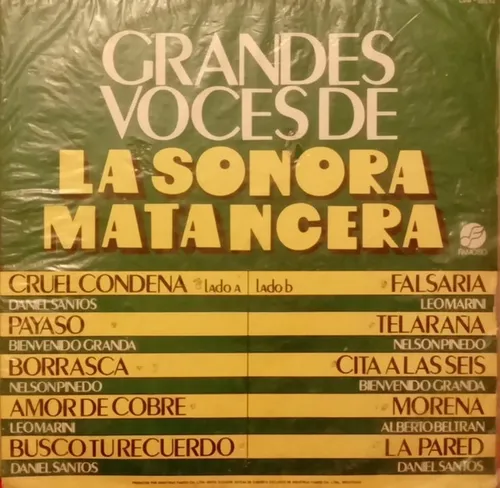 GRANDES
VOCES DE
LA SONORA
MATANCERA
FAMOSO
CRUEL CONDENA lado a
DANIEL SANTOS
PAYASO
BIENVENIDO GRANDA
BORRASCA
NELSON PINEDO
AMOR DE COBRE
LEO MARINI
BUSCO TU RECUERDO
DANIEL SANTOS
lado b FALSARIA
LEO MARINI
TELARAÑA
NELSON PINEDO
CITA A LAS SEIS
BIENVENIDO GRANDA
MORENA
ALBERTO BELTRAN
LA PARED
DANIEL SANTOS